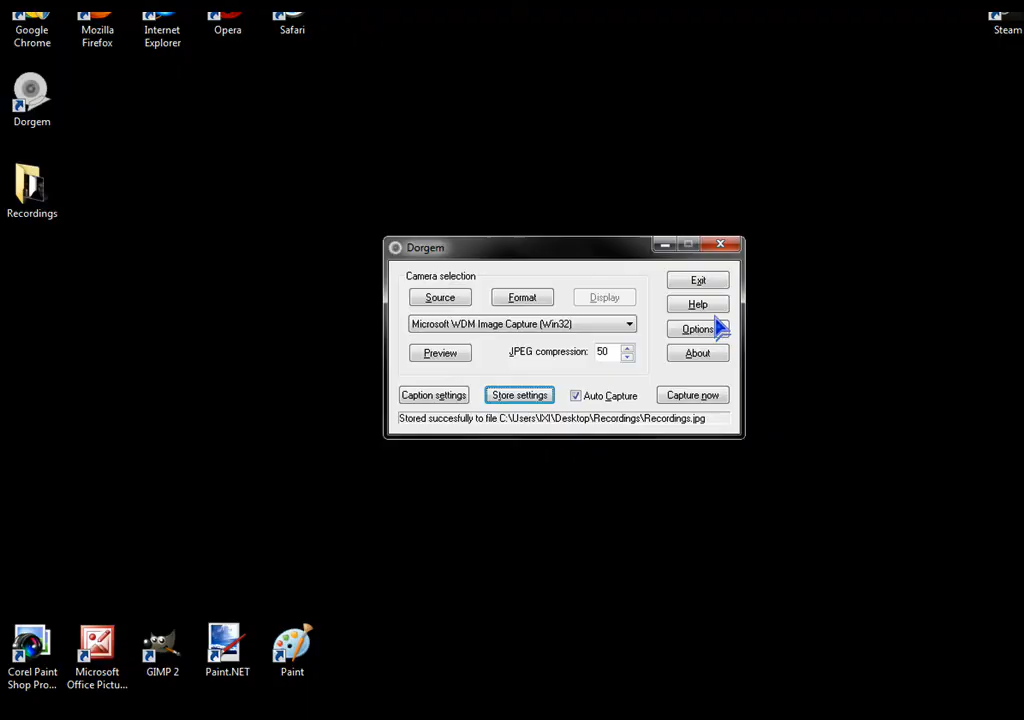 Google Chrome
Mozilla Firefox
Internet Explorer
Opera
Safari
Steam
Dorgem
Recordings
Dorgem
Camera selection
Exit
Source
Format
Display
Help
Microsoft WDM Image Capture (Win32)
Options
Preview
JPEG compression:
50
About
Caption settings
Store settings
Auto Capture
Capture now
Stored succesfully to file C:\Users\IXI\Desktop\Recordings\Recordings.jpg
Corel Paint Shop Pro...
Microsoft Office Pictu...
GIMP 2
Paint.NET
Paint